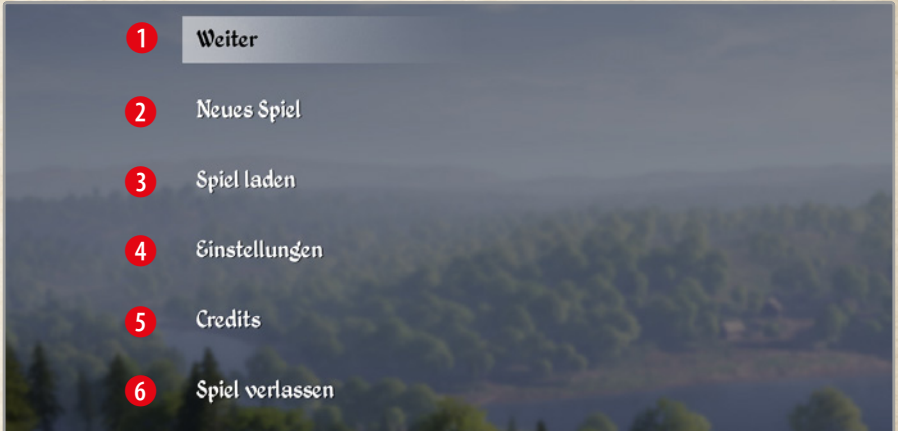 1 Weiter
2 Neues Spiel
3 Spiel laden
4 Einstellungen
5 Credits
6 Spiel verlassen